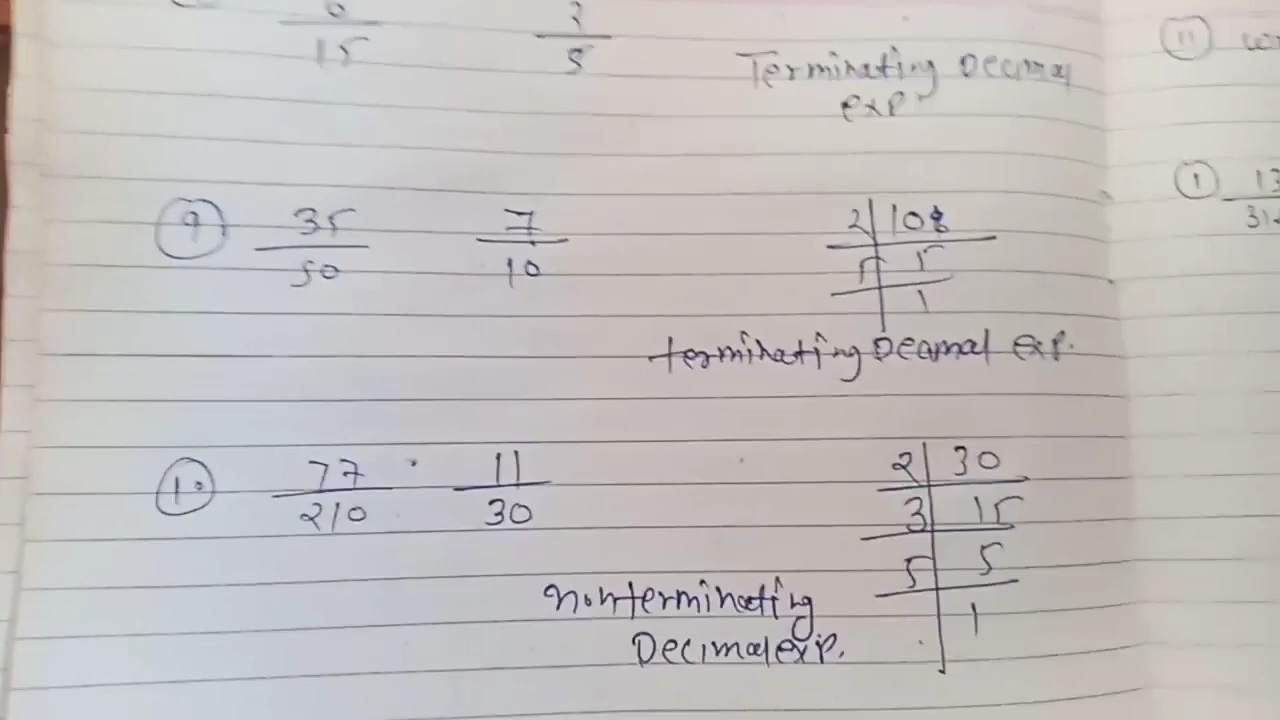 15 5
Terminating Decimal
exp.
9 35 7 2 10
50 10 5 5
1
terminating Decimal exp.
10 77 11 2 30
210 30 3 15
5 5
1
nonterminating
Decimal exp.
11
1 13